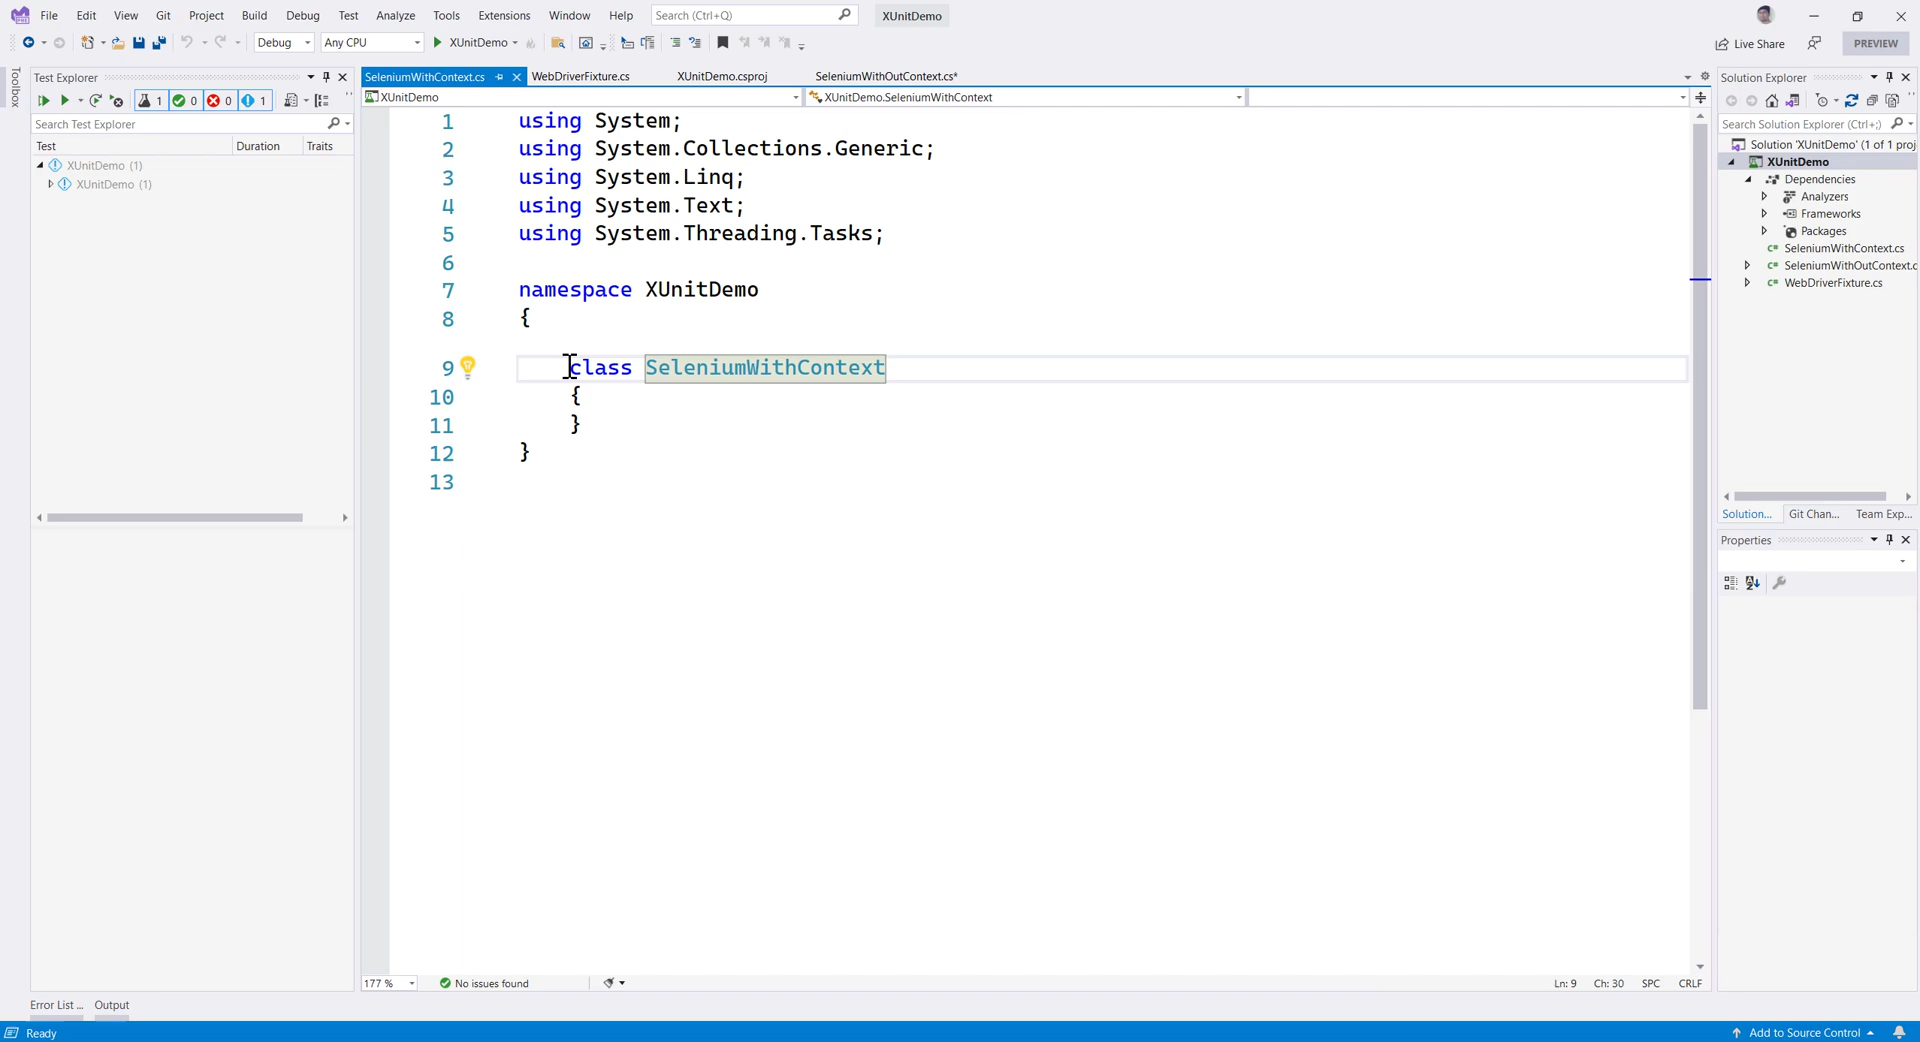 File Edit View Git Project Build Debug Test Analyze Tools Extensions Window Help Search (Ctrl+Q) XUnitDemo
Debug Any CPU XUnitDemo Live Share PREVIEW
Toolbox
Test Explorer
1 0 0 1
Search Test Explorer
Test Duration Traits
XUnitDemo (1)
XUnitDemo (1)
SeleniumWithContext.cs WebDriverFixture.cs XUnitDemo.csproj SeleniumWithOutContext.cs*
XUnitDemo XUnitDemo.SeleniumWithContext
1 using System;
2 using System.Collections.Generic;
3 using System.Linq;
4 using System.Text;
5 using System.Threading.Tasks;
6
7 namespace XUnitDemo
8 {
9 class SeleniumWithContext
10 {
11 }
12 }
13
177 % No issues found Ln: 9 Ch: 30 SPC CRLF
Solution Explorer
Search Solution Explorer (Ctrl+;)
Solution 'XUnitDemo' (1 of 1 proj
XUnitDemo
Dependencies
Analyzers
Frameworks
Packages
SeleniumWithContext.cs
SeleniumWithOutContext.c
WebDriverFixture.cs
Solution... Git Chan... Team Exp...
Properties
Error List ... Output
Ready Add to Source Control